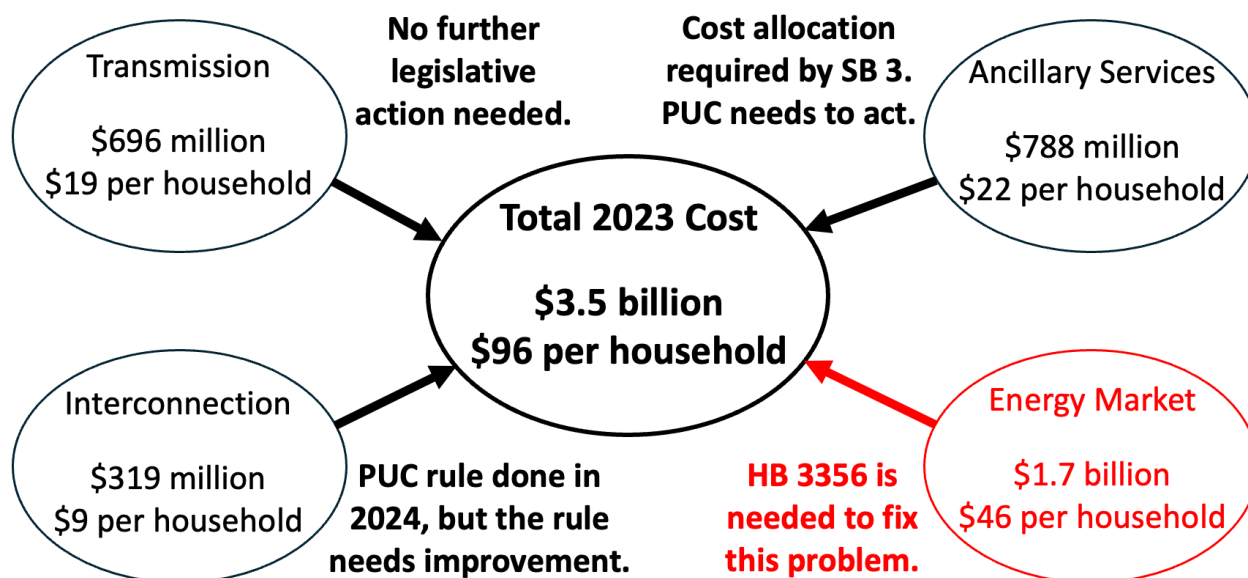 Transmission
$696 million
$19 per household
No further
legislative
action needed.
Cost allocation
required by SB 3.
PUC needs to act.
Ancillary Services
$788 million
$22 per household
Total 2023 Cost
$3.5 billion
$96 per household
Interconnection
$319 million
$9 per household
PUC rule done in
2024, but the rule
needs improvement.
HB 3356 is
needed to fix
this problem.
Energy Market
$1.7 billion
$46 per household